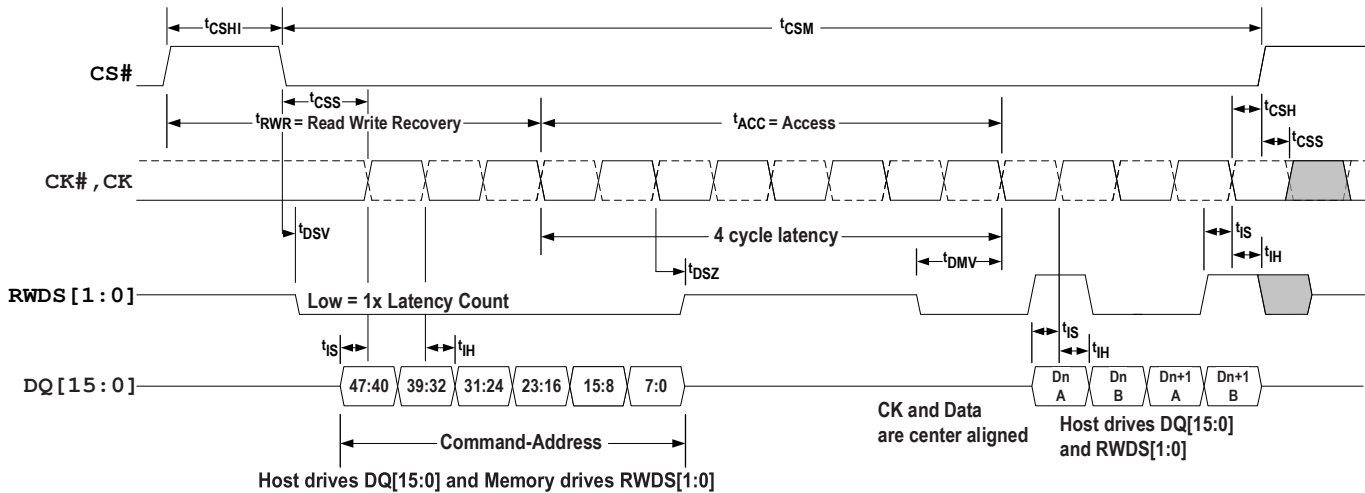 tCSHI
tCSM
CS#
tCSS
tCSH
tRWR = Read Write Recovery
tACC = Access
tCSS
CK#,CK
tDSV
4 cycle latency
tIS
tDMV
tIH
tDSZ
RWDS[1:0]
Low = 1x Latency Count
tIS
tIH
tIS
tIH
DQ[15:0]
47:40 39:32 31:24 23:16 15:8 7:0
Dn Dn Dn+1 Dn+1
A B A B
CK and Data
are center aligned
Host drives DQ[15:0]
and RWDS[1:0]
Command-Address
Host drives DQ[15:0] and Memory drives RWDS[1:0]